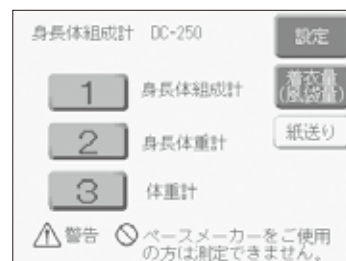 身長体組成計 DC-250
設定
1 身長体組成計
着衣量
(風袋量)
2 身長体重計
紙送り
3 体重計
警告 ペースメーカーをご使用
の方は測定できません。